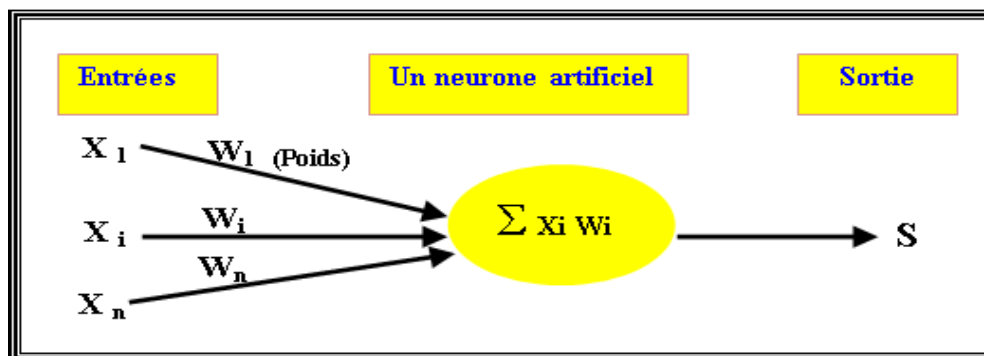 Entrées Un neurone artificiel Sortie
X 1 W1 (Poids)
X i Wi Σ Xi Wi S
X n Wn